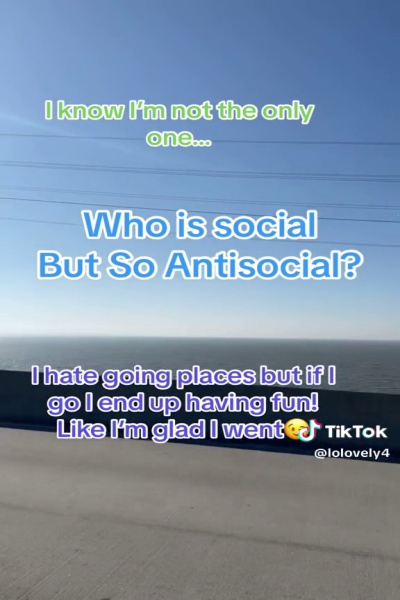 I know I'm not the only
one...
Who is social
But So Antisocial?
I hate going places but if I
go I end up having fun!
Like I'm glad I went😉
TikTok
@lolovely4